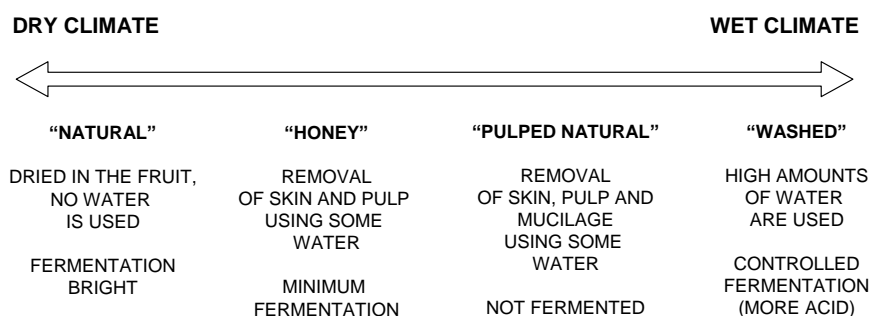 DRY CLIMATE
WET CLIMATE
“NATURAL”
DRIED IN THE FRUIT,
NO WATER
IS USED
FERMENTATION
BRIGHT
“HONEY”
REMOVAL
OF SKIN AND PULP
USING SOME
WATER
MINIMUM
FERMENTATION
“PULPED NATURAL”
REMOVAL
OF SKIN, PULP AND
MUCILAGE
USING SOME
WATER
NOT FERMENTED
“WASHED”
HIGH AMOUNTS
OF WATER
ARE USED
CONTROLLED
FERMENTATION
(MORE ACID)